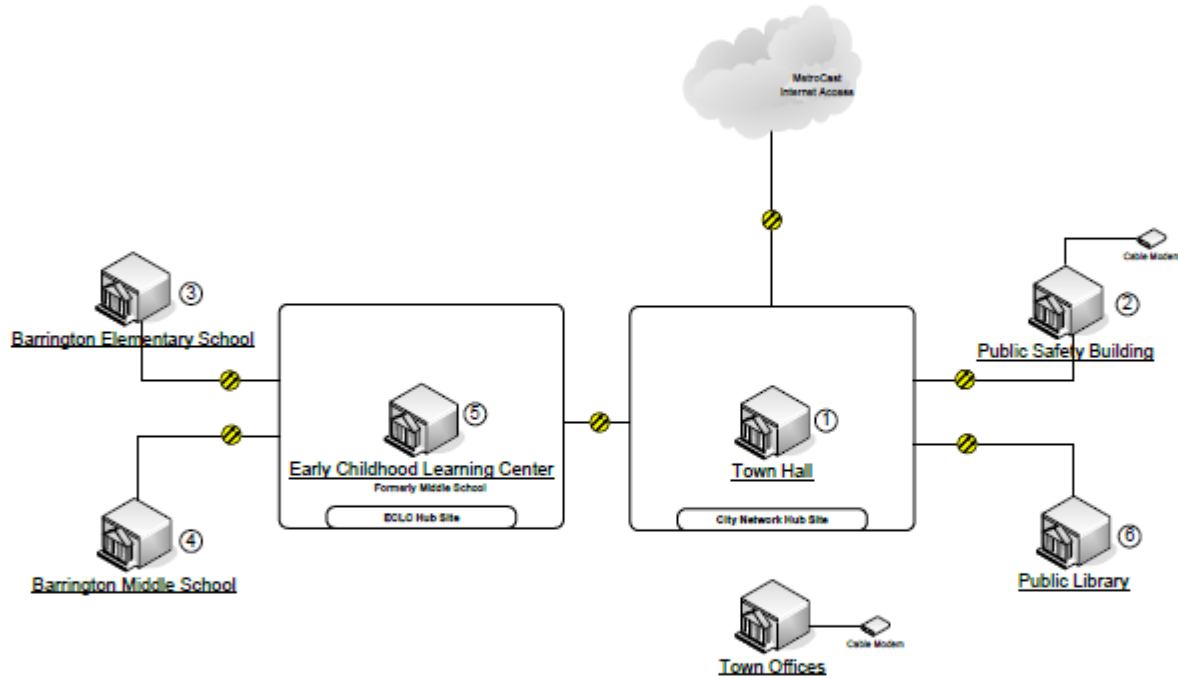 MetroCast
Internet Access
Cable Modem
③
②
Barrington Elementary School
Public Safety Building
⑤
①
Early Childhood Learning Center
Formerly Middle School
Town Hall
ECLC Hub Site
City Network Hub Site
④
⑥
Barrington Middle School
Public Library
Cable Modem
Town Offices